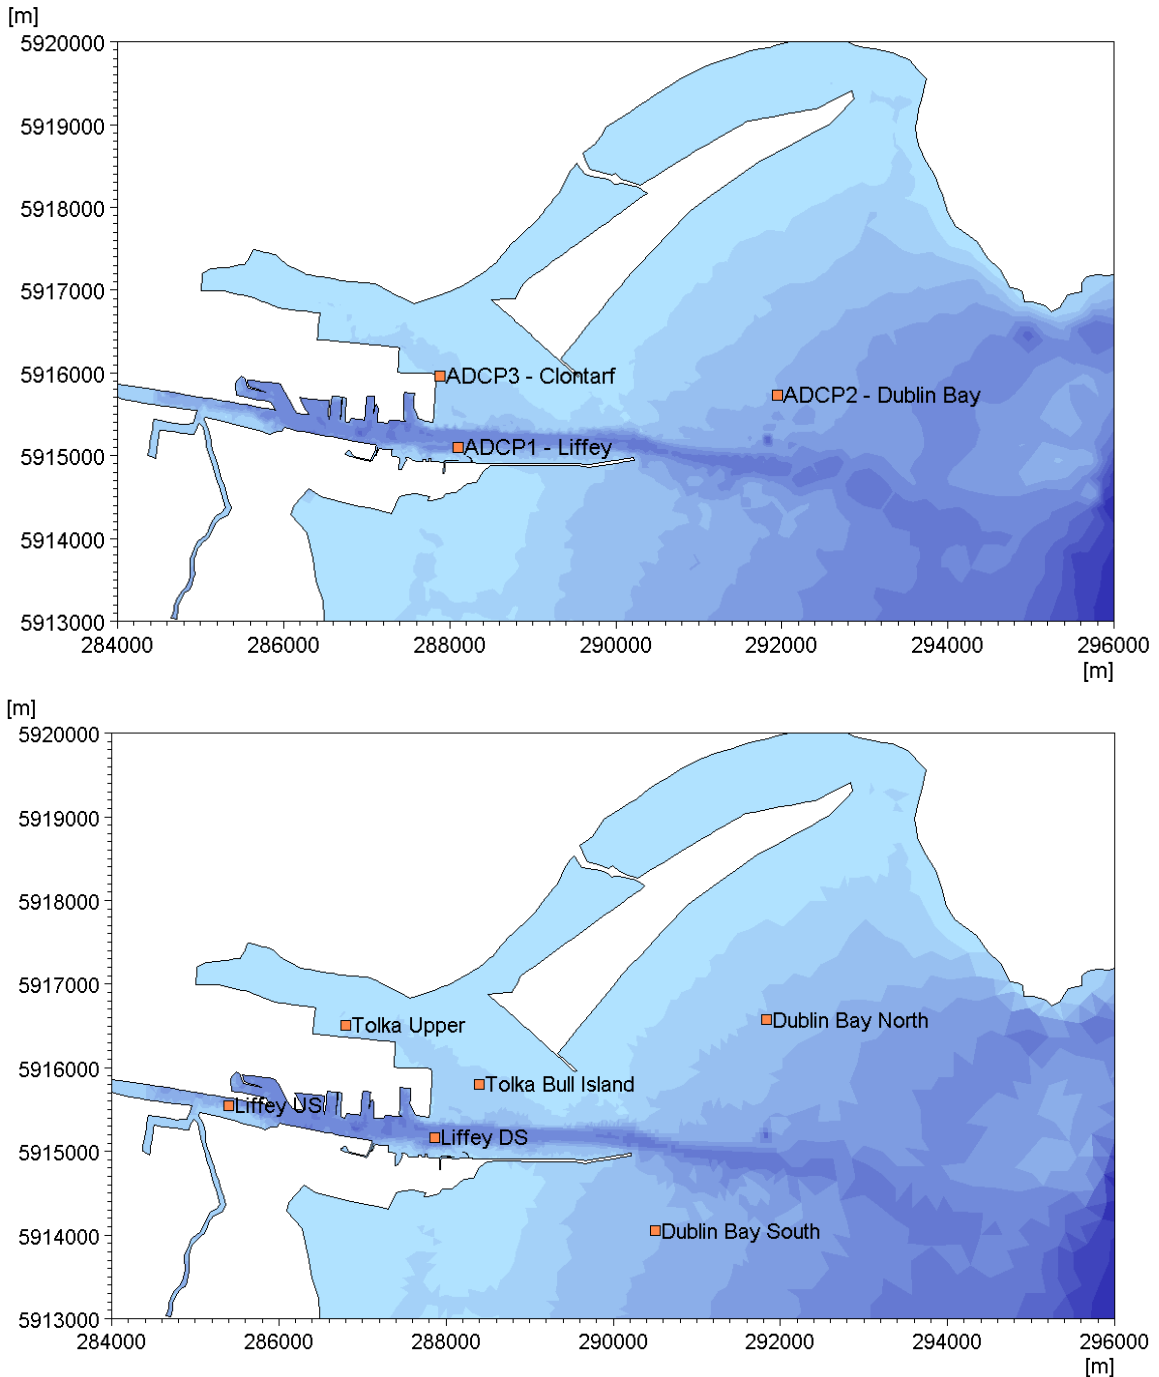 [m]
5920000
5919000
5918000
5917000
5916000
5915000
5914000
5913000
ADCP3 - Clontarf
ADCP2 - Dublin Bay
ADCP1 - Liffey
284000 286000 288000 290000 292000 294000 296000
[m]
[m]
5920000
5919000
5918000
5917000
5916000
5915000
5914000
5913000
Tolka Upper
Dublin Bay North
Tolka Bull Island
Liffey US
Liffey DS
Dublin Bay South
284000 286000 288000 290000 292000 294000 296000
[m]